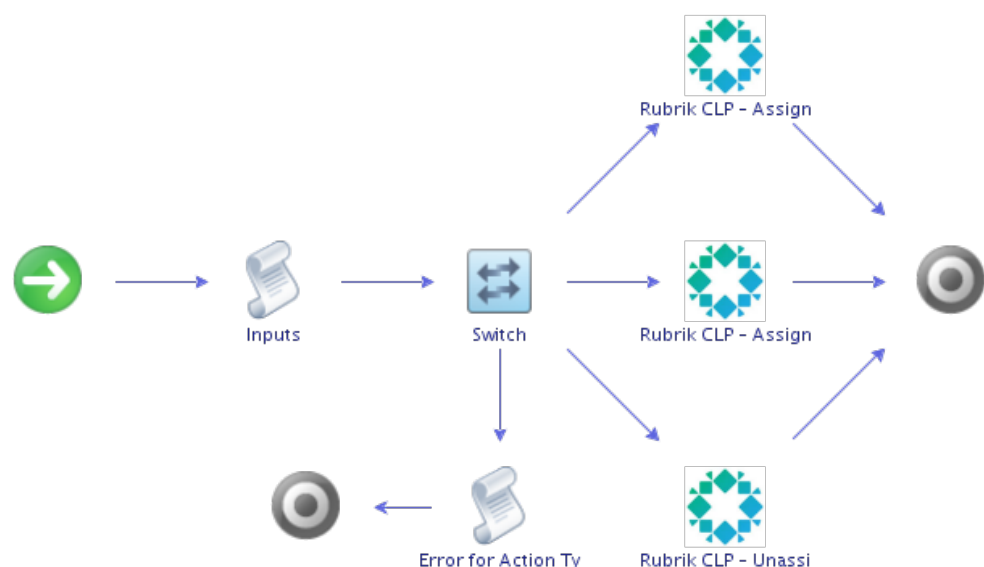 Rubrik CLP - Assign
Inputs
Switch
Rubrik CLP - Assign
Error for Action Ty
Rubrik CLP - Unassi